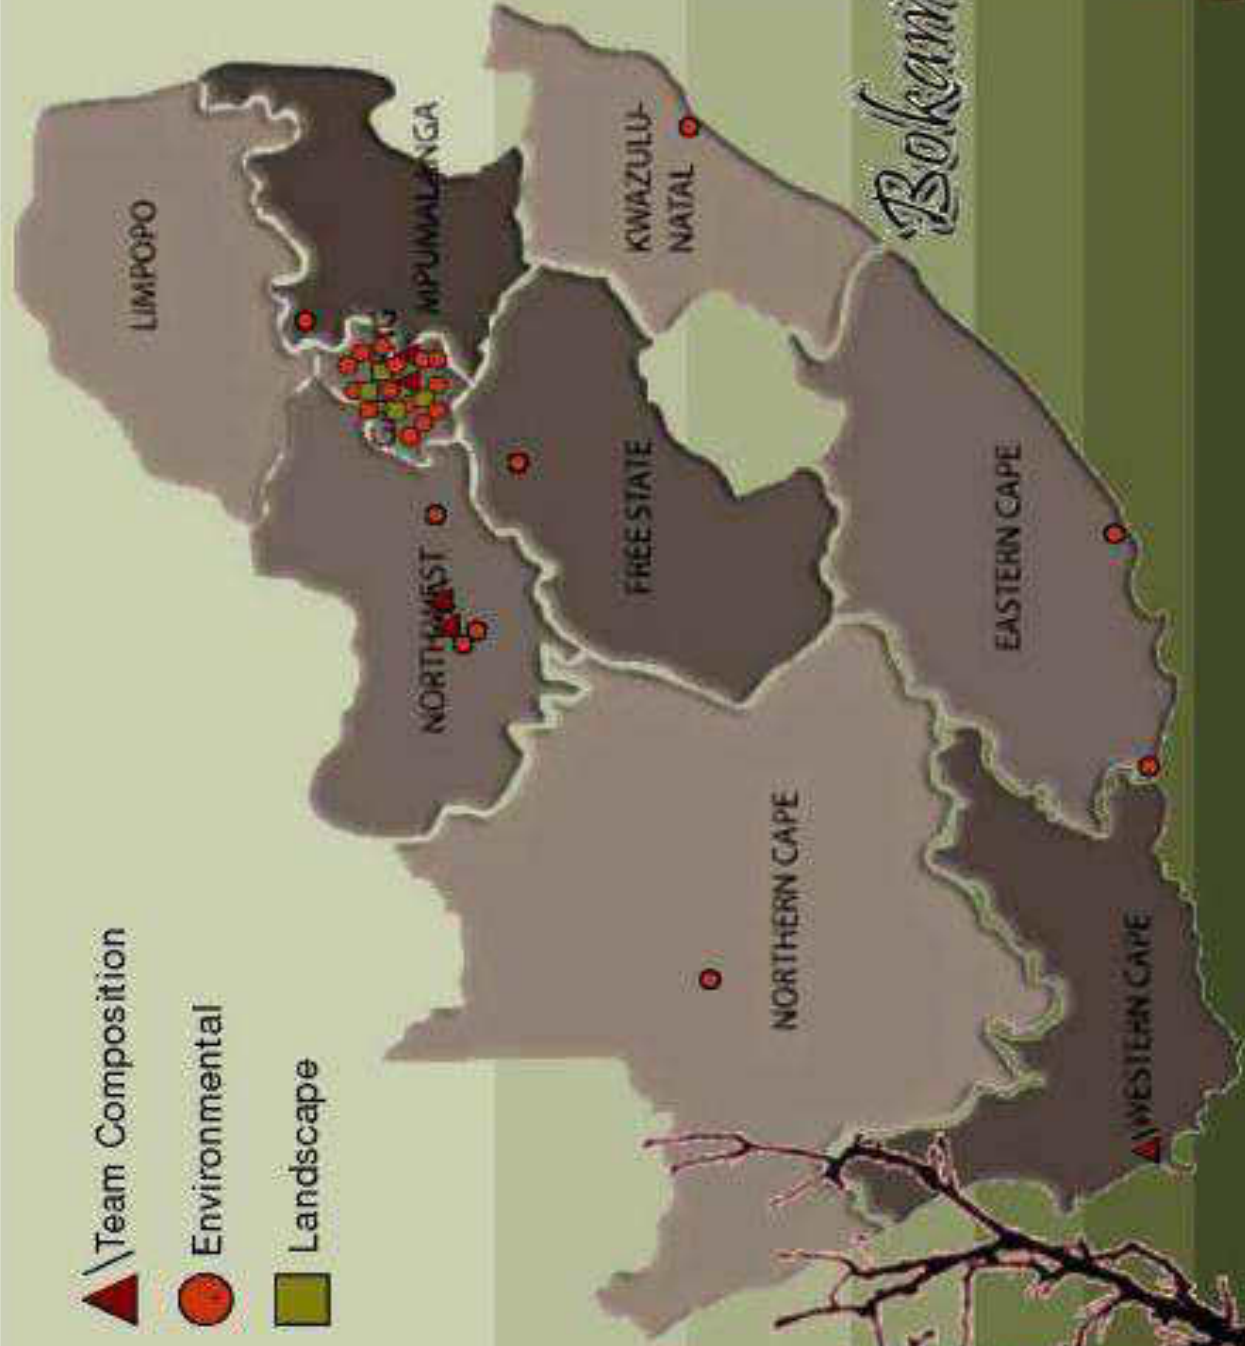 \Team Composition
Environmental
Landscape
LIMPOPO
MPUMALANGA
G
NORTHWEST
FREE STATE
KWAZULU-
NATAL
NORTHERN CAPE
EASTERN CAPE
\WESTERN CAPE